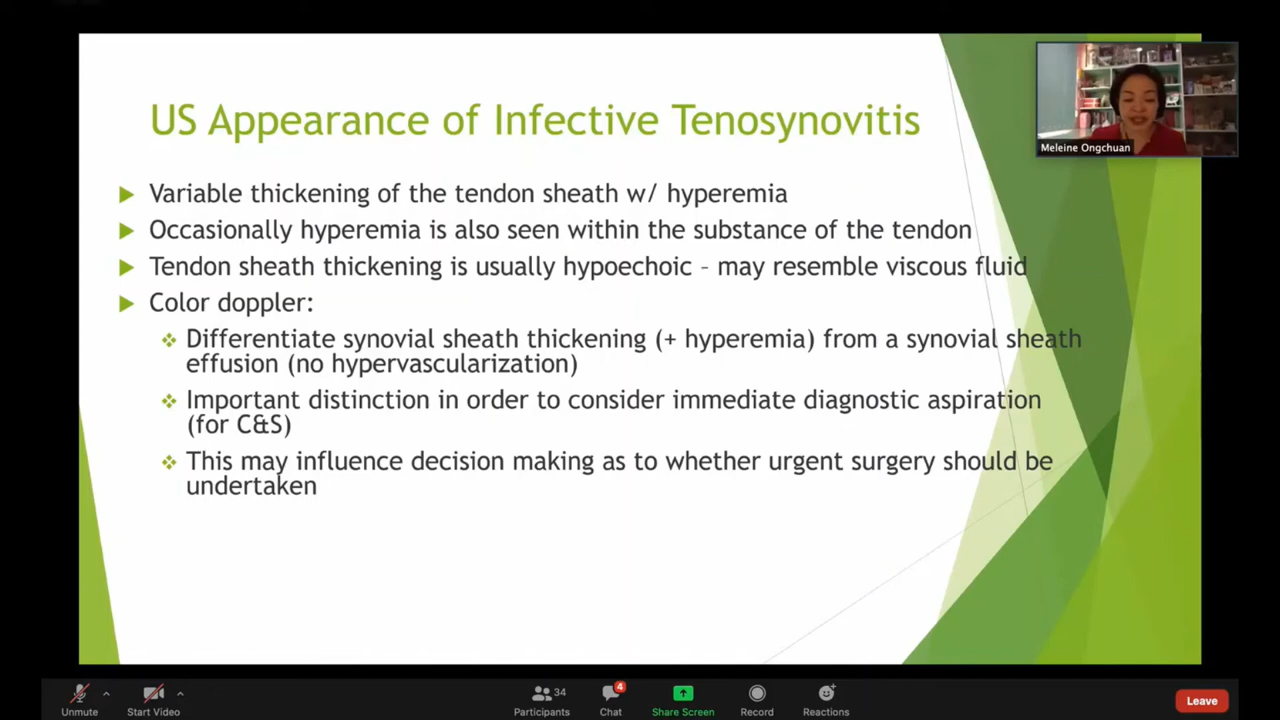 US Appearance of Infective Tenosynovitis
Variable thickening of the tendon sheath w/ hyperemia
Occasionally hyperemia is also seen within the substance of the tendon
Tendon sheath thickening is usually hypoechoic – may resemble viscous fluid
Color doppler:
Differentiate synovial sheath thickening (+ hyperemia) from a synovial sheath
effusion (no hypervascularization)
Important distinction in order to consider immediate diagnostic aspiration
(for C&S)
This may influence decision making as to whether urgent surgery should be
undertaken
Meleine Ongchuan
Unmute
Start Video
34
Participants
4
Chat
Share Screen
Record
Reactions
Leave